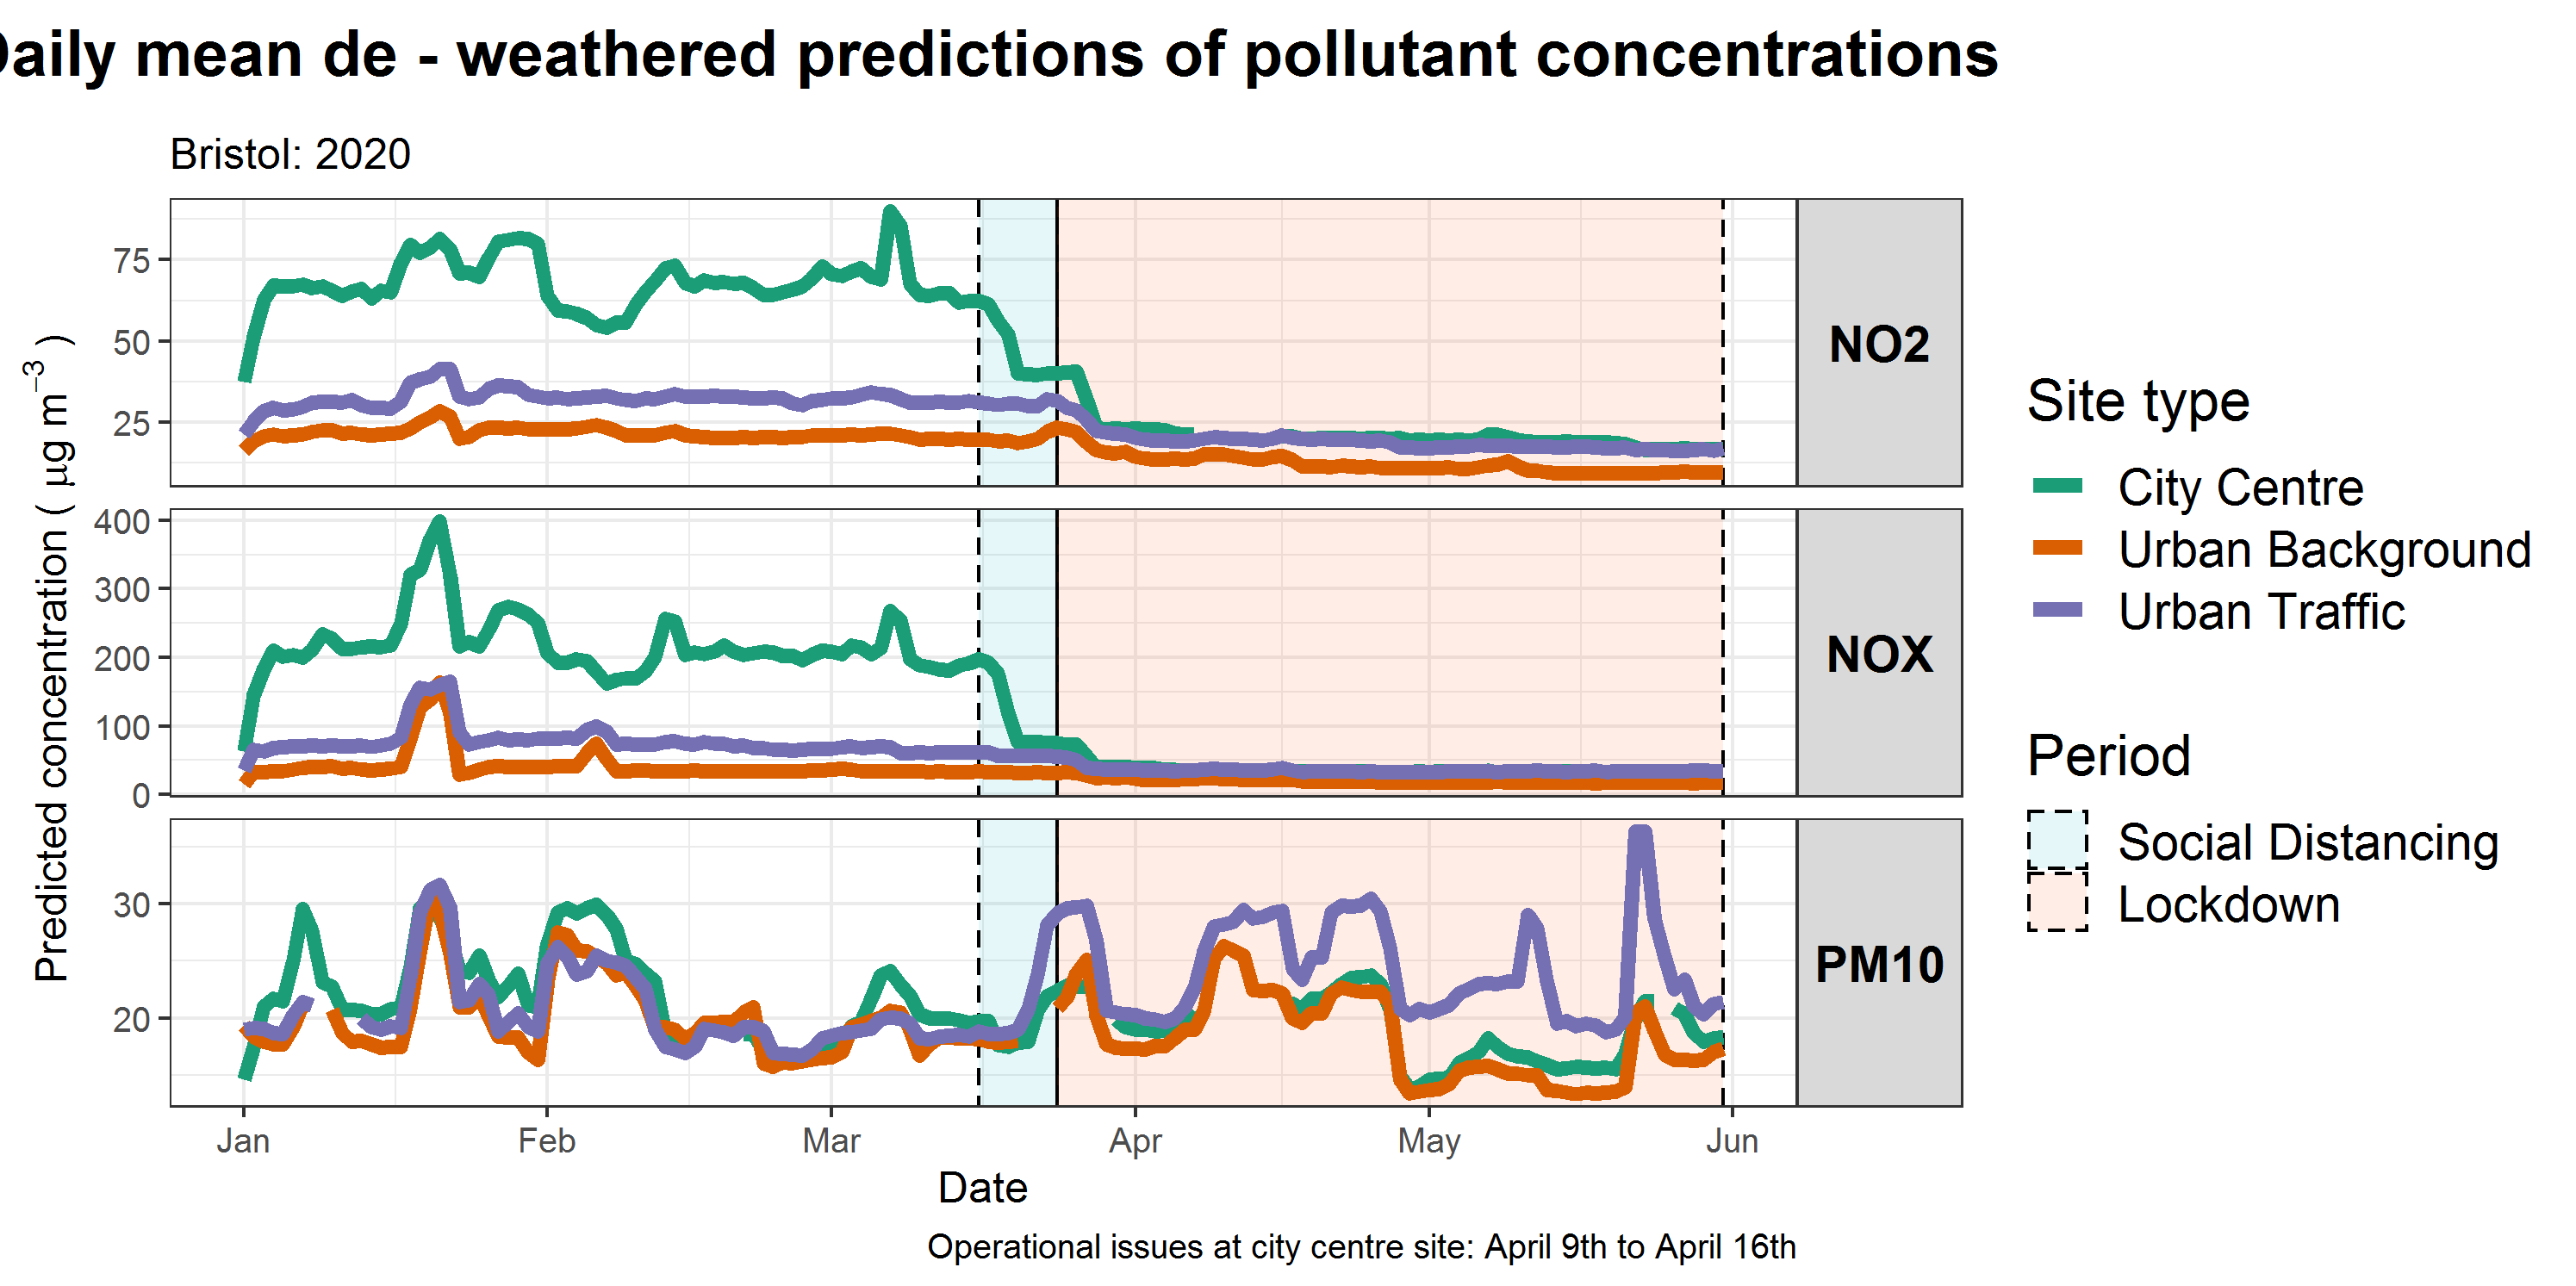 Daily mean de - weathered predictions of pollutant concentrations
Bristol: 2020
Predicted concentration ( μg m⁻³ )
75
50
25
NO2
400
300
200
100
0
NOX
30
20
PM10
Jan Feb Mar Apr May Jun
Date
Operational issues at city centre site: April 9th to April 16th
Site type
City Centre
Urban Background
Urban Traffic
Period
Social Distancing
Lockdown